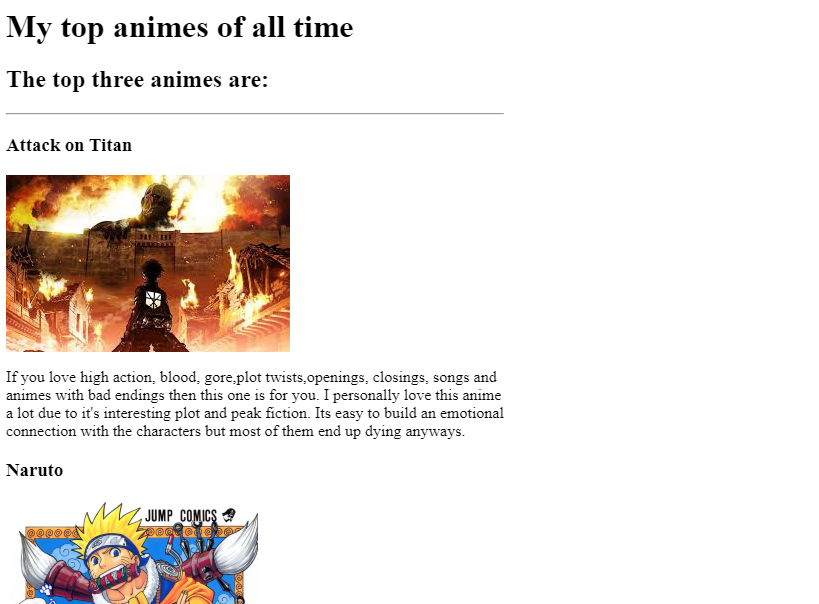 My top animes of all time
The top three animes are:
Attack on Titan
If you love high action, blood, gore,plot twists,openings, closings, songs and
animes with bad endings then this one is for you. I personally love this anime
a lot due to it's interesting plot and peak fiction. Its easy to build an emotional
connection with the characters but most of them end up dying anyways.
Naruto
JUMP COMICS